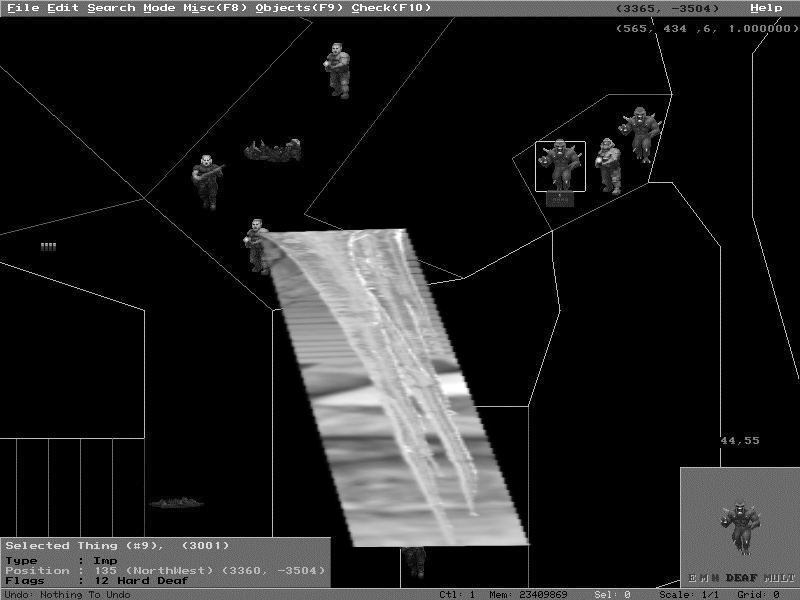 File Edit Search Mode Misc(F8) Objects(F9) Check(F10) (3365, -3504) Help
(565, 434 ,6, 1.000000)
44,55
Selected Thing (#9), (3001)
Type : Imp
Position : 135 (NorthWest) (3360, -3504)
Flags : 12 Hard Deaf
E M H DEAF MULT
Undo: Nothing To Undo Ctl: 1 Mem: 23409869 Sel: 0 Scale: 1/1 Grid: 0